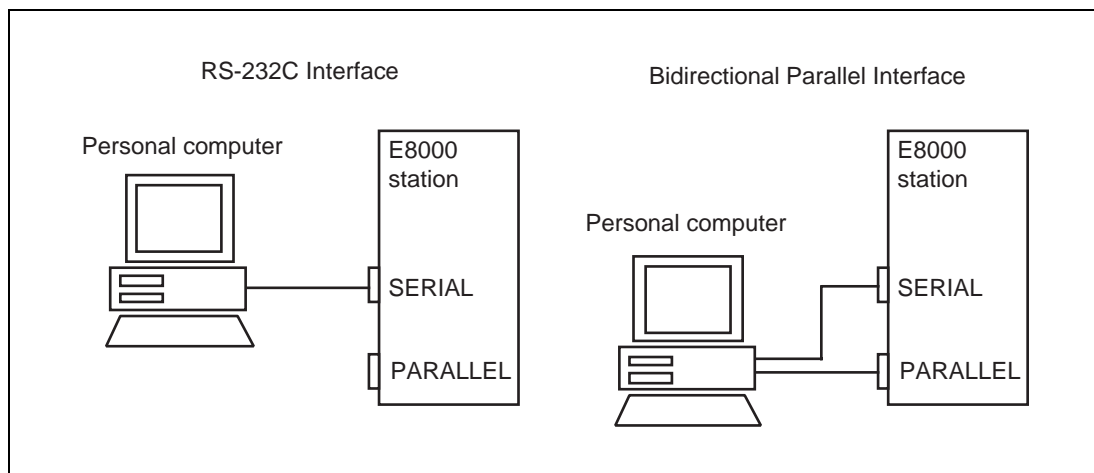 RS-232C Interface
Personal computer
E8000
station
SERIAL
PARALLEL
Bidirectional Parallel Interface
Personal computer
E8000
station
SERIAL
PARALLEL